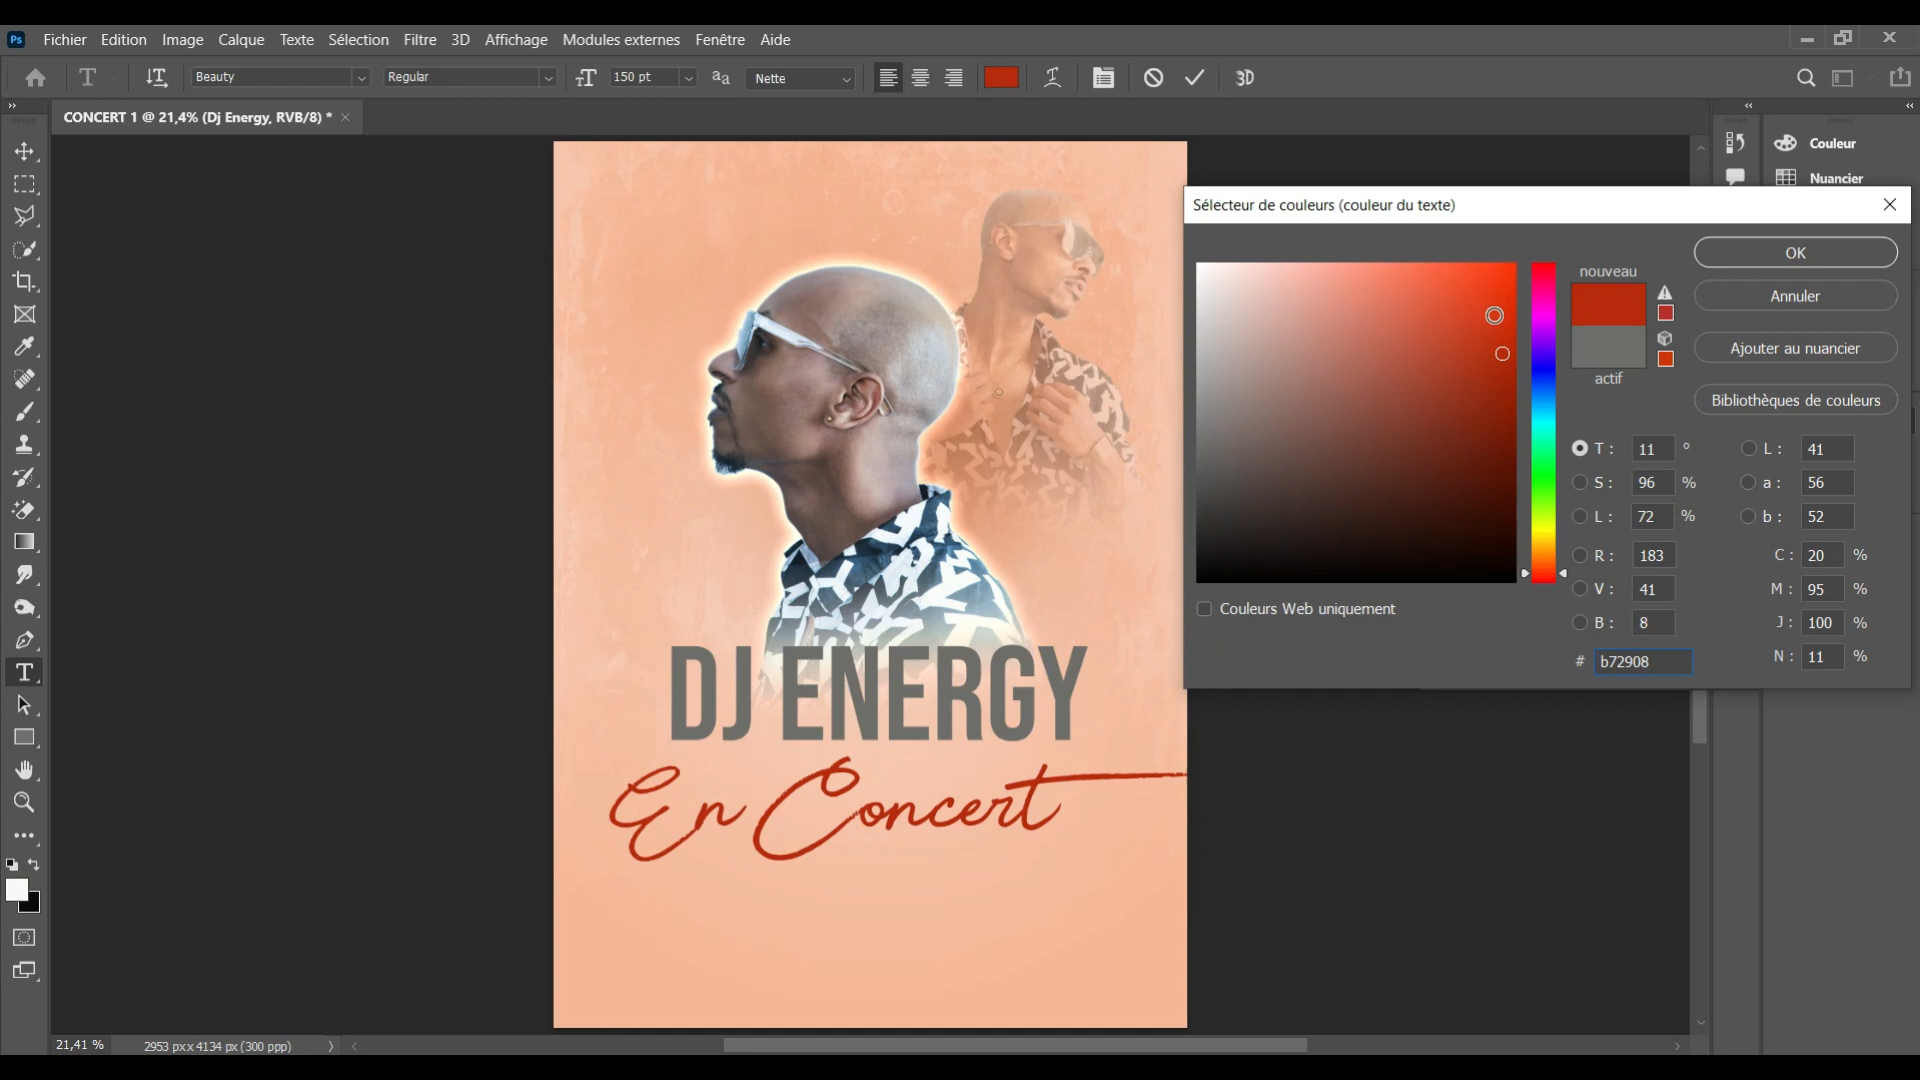 Ps Fichier Edition Image Calque Texte Sélection Filtre 3D Affichage Modules externes Fenêtre Aide
T Beauty Regular 150 pt aa Nette 3D
CONCERT 1 @ 21,4% (Dj Energy, RVB/8) *
Couleur
Nuancier
Sélecteur de couleurs (couleur du texte)
nouveau
actif
OK
Annuler
Ajouter au nuancier
Bibliothèques de couleurs
T : 11 ° L : 41
S : 96 % a : 56
L : 72 % b : 52
R : 183 C : 20 %
V : 41 M : 95 %
B : 8 J : 100 %
# b72908 N : 11 %
Couleurs Web uniquement
DJ ENERGY
En Concert
21,41 % 2953 px x 4134 px (300 ppp)